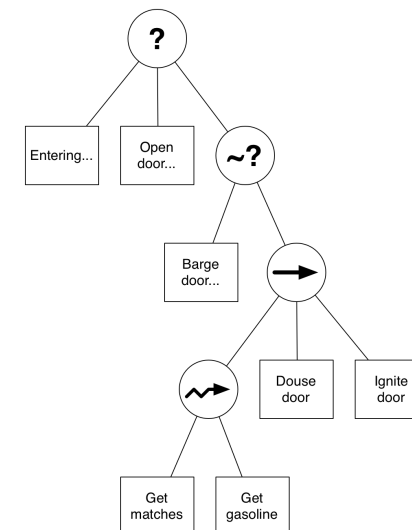 ?
Entering...
Open
door...
~?
Barge
door...
Douse
door
Ignite
door
Get
matches
Get
gasoline